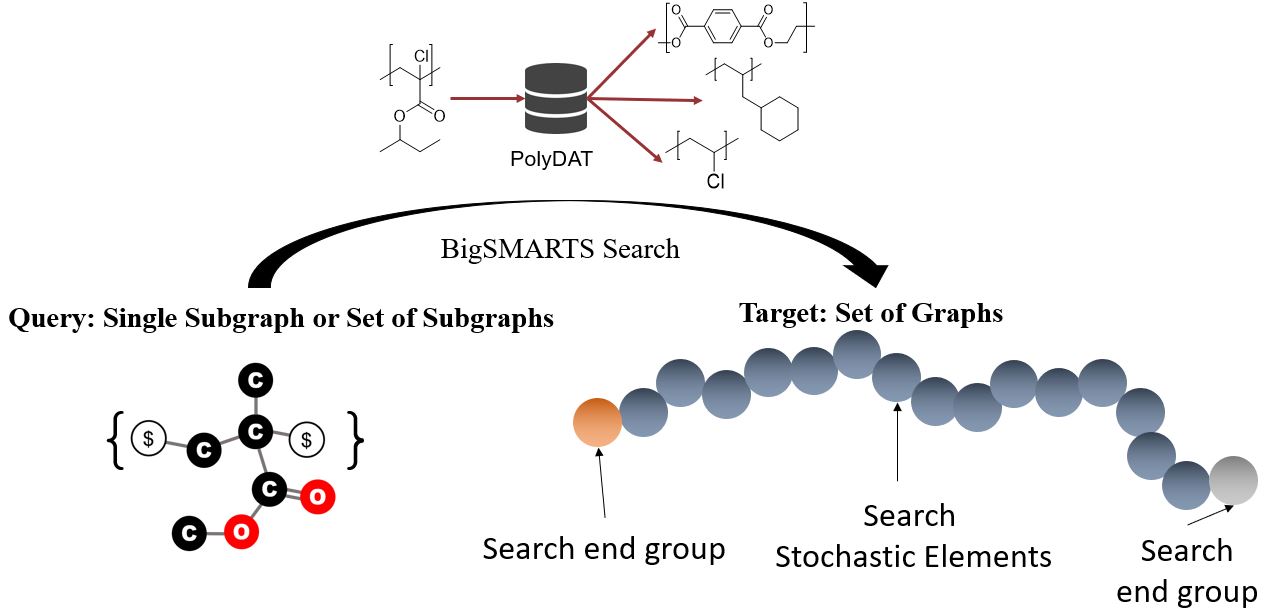 O
O
O
O
Cl
O
O
PolyDAT
Cl
BigSMARTS Search
Query: Single Subgraph or Set of Subgraphs
Target: Set of Graphs
C
{ $ C C $ }
C O
C O
Search end group
Search
Stochastic Elements
Search
end group